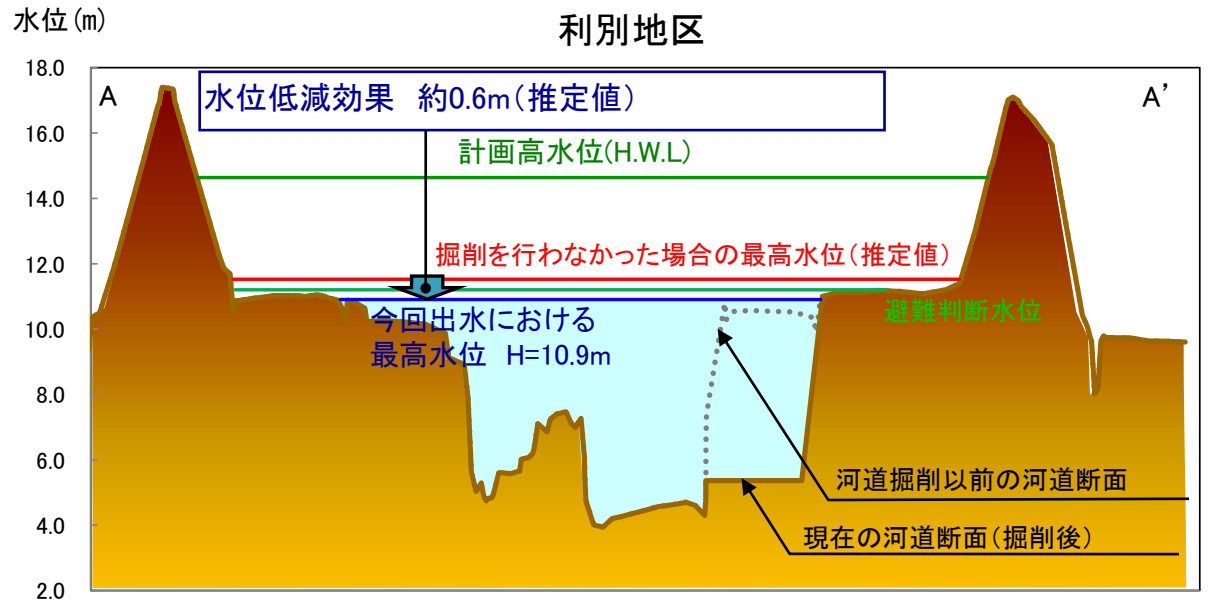 水位(m)
利別地区
18.0
A
水位低減効果 約0.6m(推定値)
A’
16.0
計画高水位(H.W.L)
14.0
掘削を行わなかった場合の最高水位(推定値)
12.0
避難判断水位
10.0
今回出水における
最高水位 H=10.9m
8.0
6.0
河道掘削以前の河道断面
4.0
現在の河道断面(掘削後)
2.0